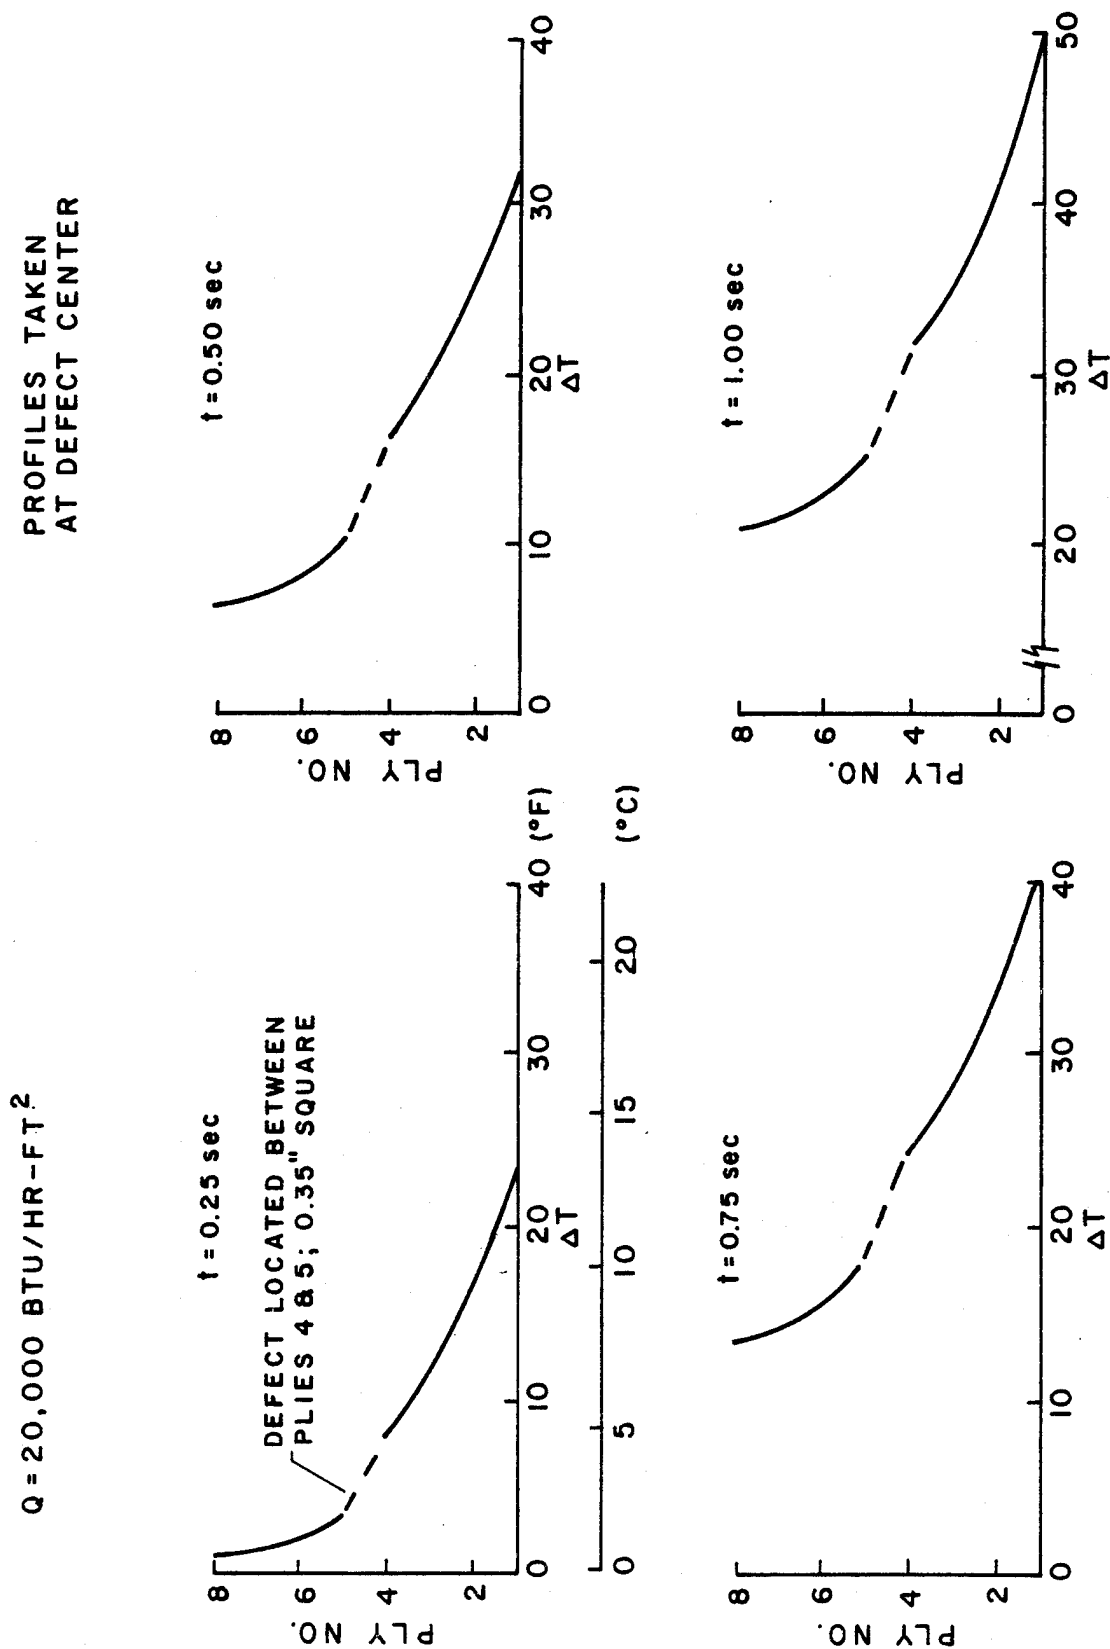 Q = 20,000 BTU/HR-FT²
PROFILES TAKEN
AT DEFECT CENTER
t = 0.25 sec
DEFECT LOCATED BETWEEN
PLIES 4 & 5; 0.35" SQUARE
PLY NO.
8
6
4
2
0 10 20 30 40 (°F)
ΔT
0 5 10 15 20 (°C)
t = 0.50 sec
PLY NO.
8
6
4
2
0 10 20 30 40
ΔT
t = 0.75 sec
PLY NO.
8
6
4
2
0 10 20 30 40
ΔT
t = 1.00 sec
PLY NO.
8
6
4
2
0 20 30 40 50
ΔT